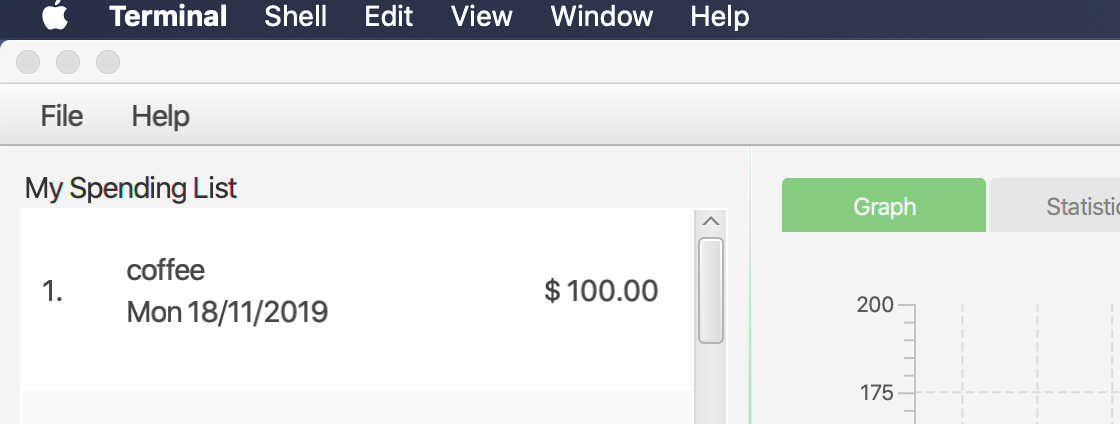 Terminal Shell Edit View Window Help
File Help
My Spending List
Graph
1.
coffee
Mon 18/11/2019
$ 100.00
200
175